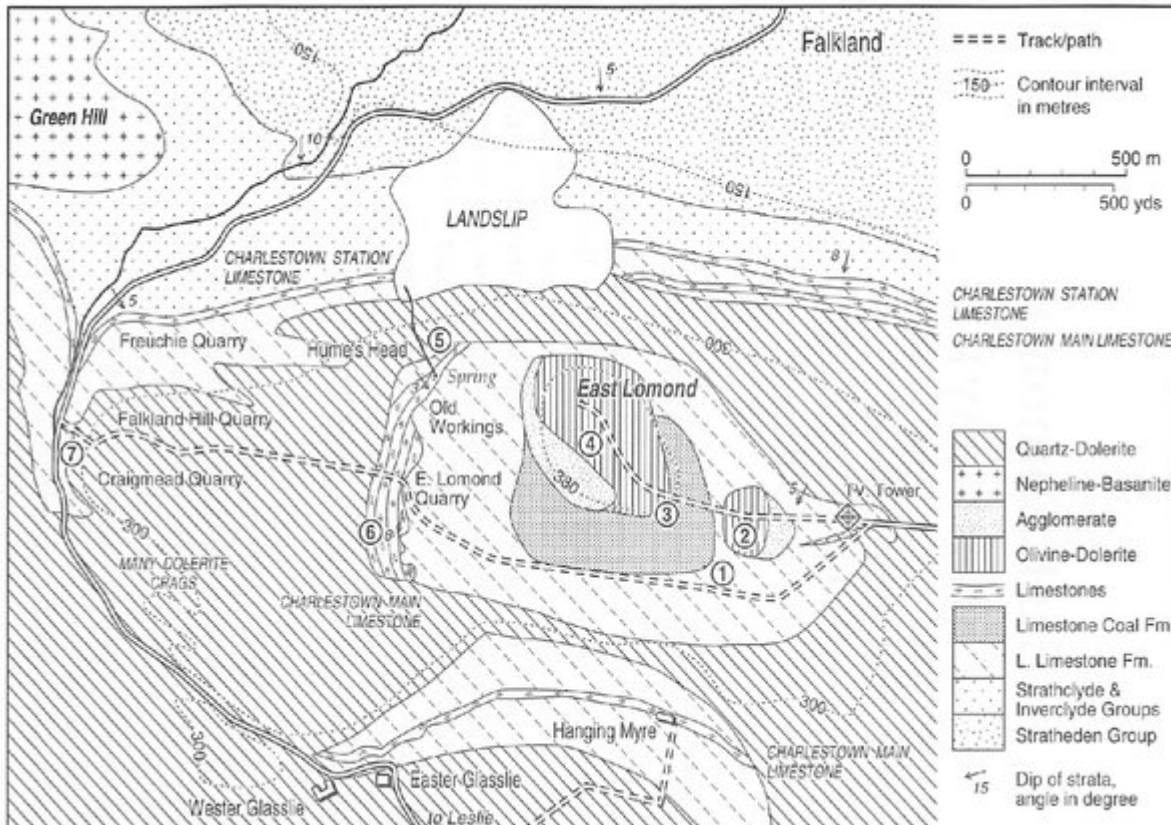 Falkland
150
5
Green Hill
10
150
LANDSLIP
CHARLESTOWN STATION
LIMESTONE
8
5
Freuchie Quarry
Hume's Head
5
Spring
300
East Lomond
Old
Workings
Falkland Hill Quarry
4
7
Craigmead Quarry
E. Lomond
Quarry
380
3
5
T.V. Tower
2
300
6
8
1
MANY DOLERITE
CRAGS
CHARLESTOWN MAIN
LIMESTONE
300
300
Hanging Myre
CHARLESTOWN MAIN
LIMESTONE
Easter Glasslie
Wester Glasslie
to Leslie
Track/path
150
Contour interval
in metres
0 500 m
0 500 yds
CHARLESTOWN STATION
LIMESTONE
CHARLESTOWN MAIN LIMESTONE
Quartz-Dolerite
Nepheline-Basanite
Agglomerate
Olivine-Dolerite
Limestones
Limestone Coal Fm
L. Limestone Fm.
Strathclyde &
Inverclyde Groups
Stratheden Group
15
Dip of strata,
angle in degree